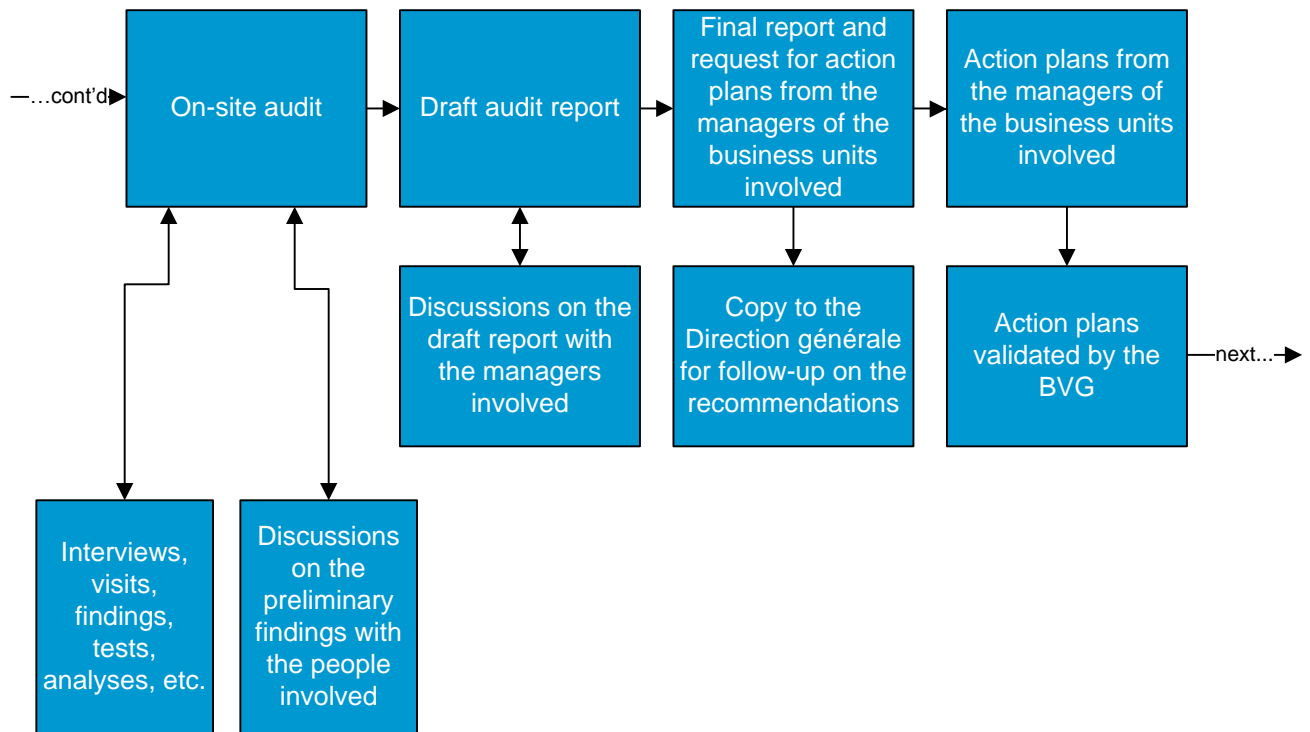 …cont’d
On-site audit
Draft audit report
Final report and
request for action
plans from the
managers of the
business units
involved
Action plans from
the managers of
the business units
involved
Discussions on the
draft report with
the managers
involved
Copy to the
Direction générale
for follow-up on the
recommendations
Action plans
validated by the
BVG
next...
Interviews,
visits,
findings,
tests,
analyses, etc.
Discussions
on the
preliminary
findings with
the people
involved